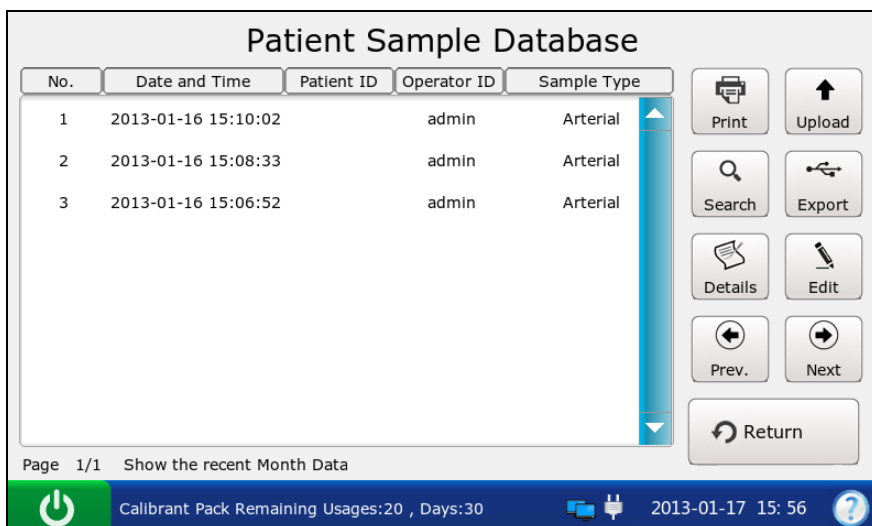 Patient Sample Database
No. Date and Time Patient ID Operator ID Sample Type
1 2013-01-16 15:10:02 admin Arterial
2 2013-01-16 15:08:33 admin Arterial
3 2013-01-16 15:06:52 admin Arterial
Print Upload
Search Export
Details Edit
Prev. Next
Return
Page 1/1 Show the recent Month Data
Calibrant Pack Remaining Usages:20 , Days:30 2013-01-17 15: 56 ?